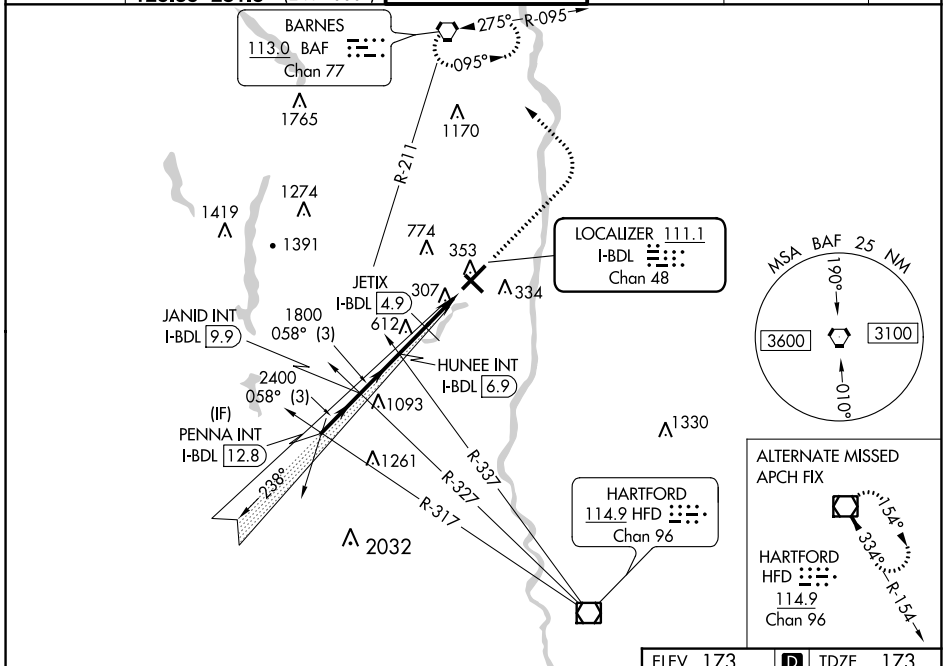 BARNES
113.0 BAF
Chan 77
275° R-095
095°
1765
1170
R-211
1274
1419
1391
774
353
LOCALIZER 111.1
I-BDL
Chan 48
MSA BAF 25 NM
190°
3600
3100
010°
JETIX
I-BDL 4.9
307
334
JANID INT
I-BDL 9.9
1800
058° (3)
612
HUNEE INT
I-BDL 6.9
2400
058° (3)
1093
(IF)
PENNA INT
I-BDL 12.8
1330
238°
1261
R-337
R-327
R-317
2032
HARTFORD
114.9 HFD
Chan 96
ALTERNATE MISSED
APCH FIX
154°
334°
R-154
HARTFORD
HFD
114.9
Chan 96
ELEV 173
D
TDZE 173